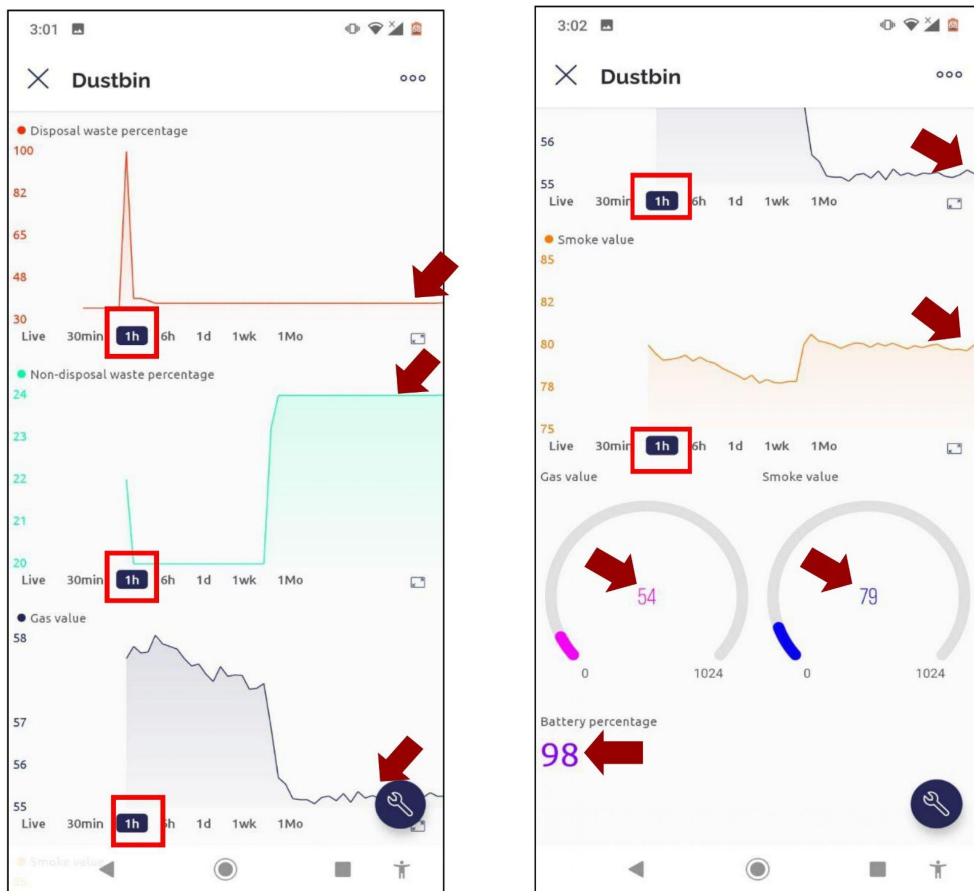 3:01
Dustbin
Disposal waste percentage
100
82
65
48
30
Live 30min 1h 6h 1d 1wk 1Mo
Non-disposal waste percentage
24
23
22
21
20
Live 30min 1h 6h 1d 1wk 1Mo
Gas value
58
57
56
55
Live 30min 1h h 1d 1wk 1Mo
Smoke value
85
3:02
Dustbin
56
55
Live 30min 1h 6h 1d 1wk 1Mo
Smoke value
85
82
80
78
75
Live 30min 1h 6h 1d 1wk 1Mo
Gas value Smoke value
54 79
0 1024 0 1024
Battery percentage
98